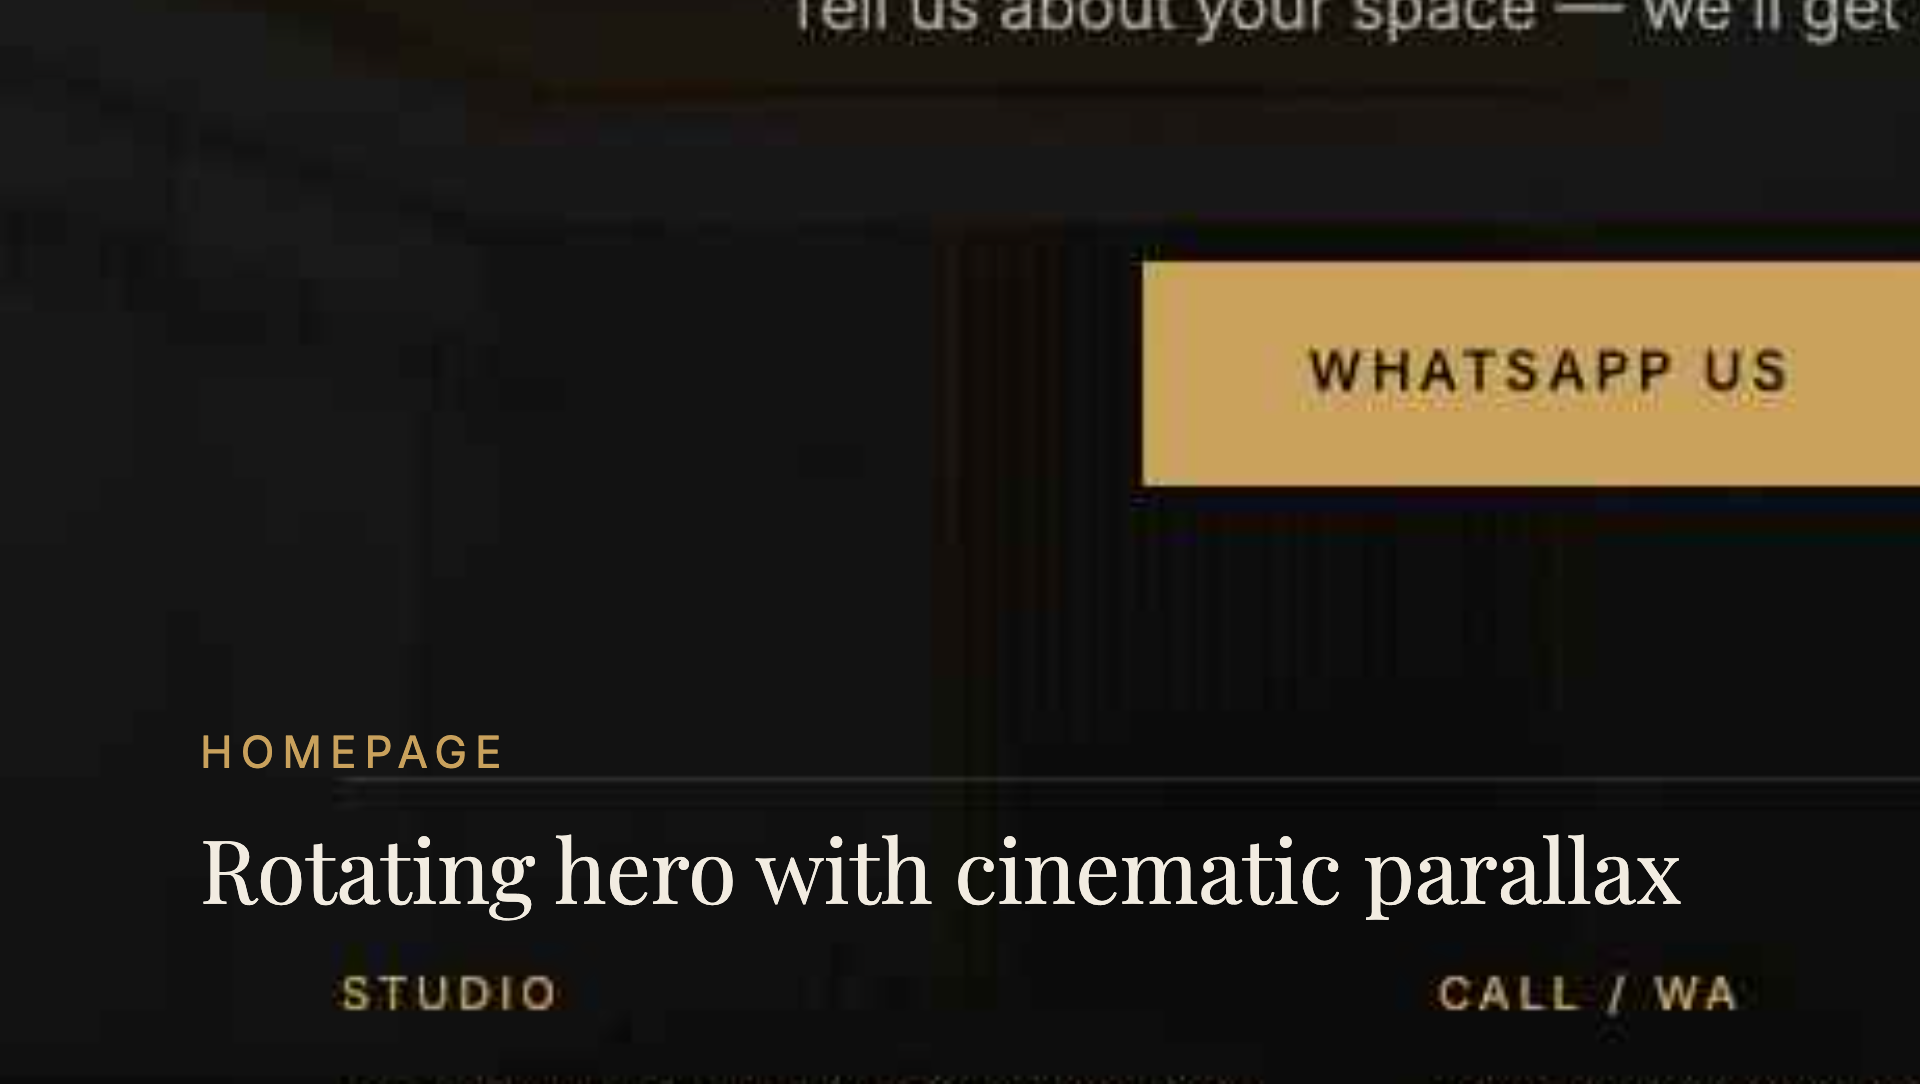 Tell us about your space — we'll get
WHATSAPP US
HOMEPAGE
Rotating hero with cinematic parallax
STUDIO
CALL / WA